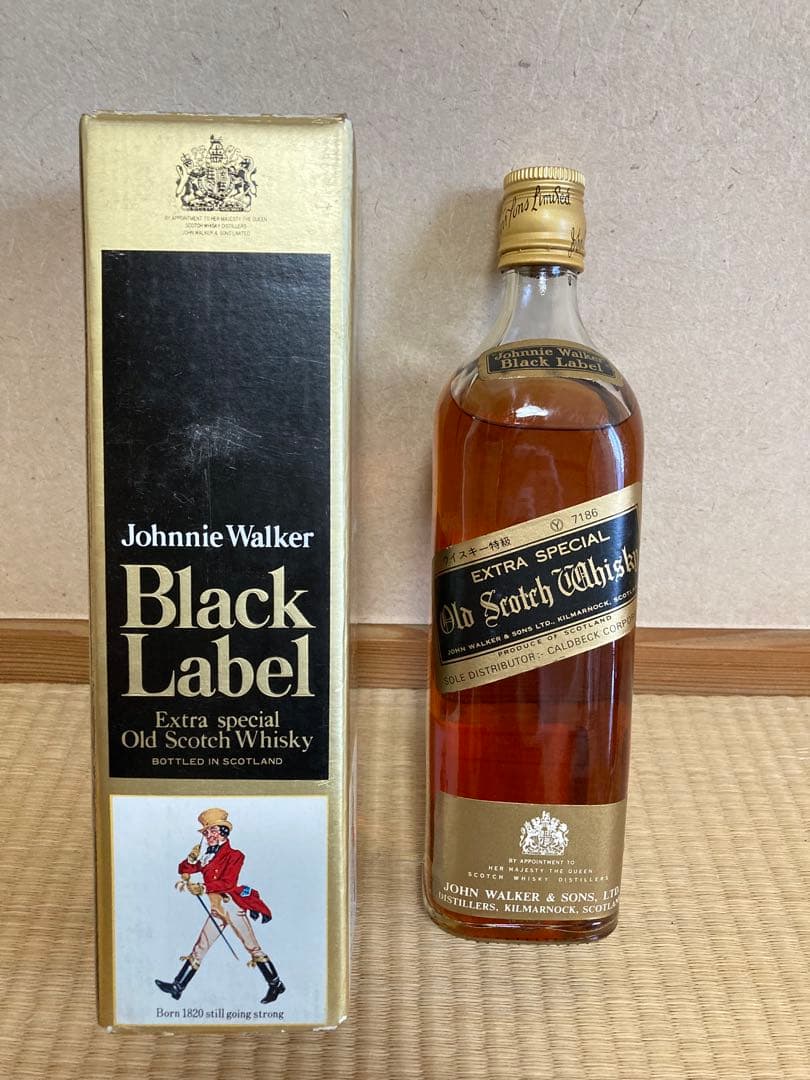 BY APPOINTMENT TO HER MAJESTY THE QUEEN
SCOTCH WHISKY DISTILLERS
JOHN WALKER & SONS LIMITED
Johnnie Walker
Black
Label
Extra special
Old Scotch Whisky
BOTTLED IN SCOTLAND
Born 1820 still going strong
Sons Limited
Johnnie Walker
Black Label
ウイスキー特級 Ⓨ 7186
EXTRA SPECIAL
Old Scotch Whisky
JOHN WALKER & SONS LTD., KILMARNOCK, SCOTL
PRODUCE OF SCOTLAND
SOLE DISTRIBUTOR:- CALDBECK CORPOR
BY APPOINTMENT TO
HER MAJESTY THE QUEEN
SCOTCH WHISKY DISTILLERS
JOHN WALKER & SONS, LTD
DISTILLERS, KILMARNOCK, SCOTLAN